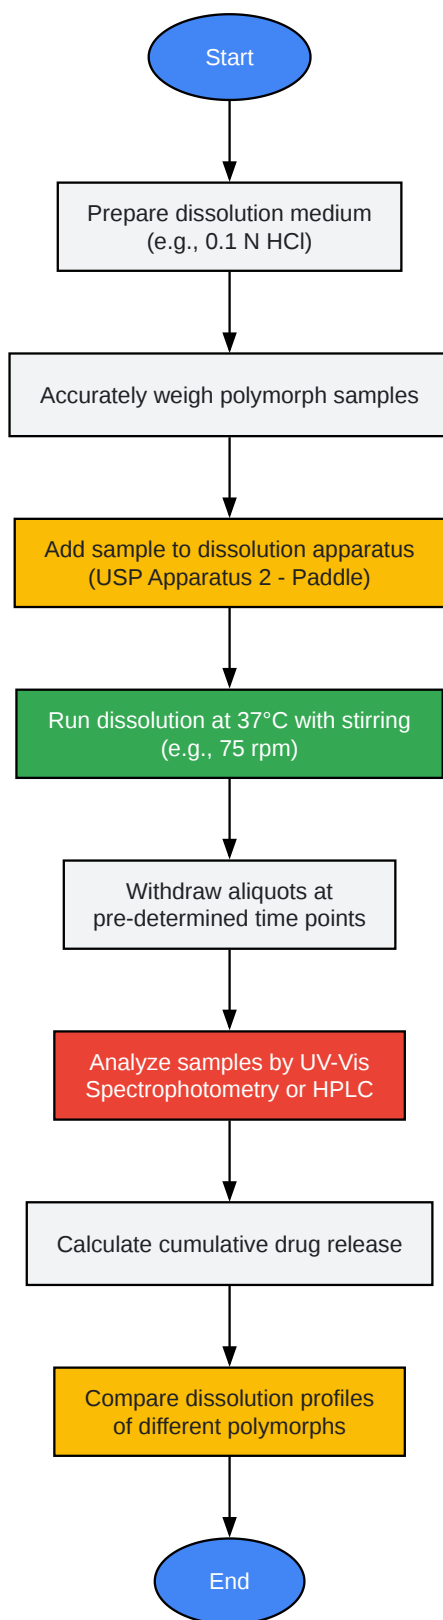 Start
Prepare dissolution medium
(e.g., 0.1 N HCl)
Accurately weigh polymorph samples
Add sample to dissolution apparatus
(USP Apparatus 2 - Paddle)
Run dissolution at 37°C with stirring
(e.g., 75 rpm)
Withdraw aliquots at
pre-determined time points
Analyze samples by UV-Vis
Spectrophotometry or HPLC
Calculate cumulative drug release
Compare dissolution profiles
of different polymorphs
End